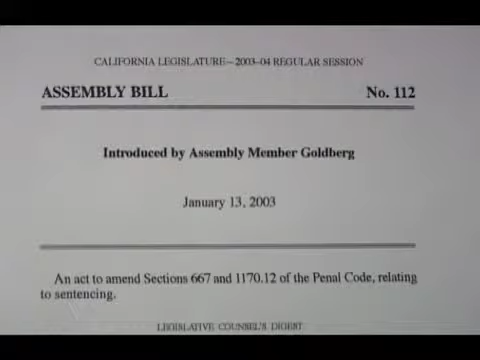 CALIFORNIA LEGISLATURE—2003–04 REGULAR SESSION
ASSEMBLY BILL No. 112
Introduced by Assembly Member Goldberg
January 13, 2003
An act to amend Sections 667 and 1170.12 of the Penal Code, relating
to sentencing.
LEGISLATIVE COUNSEL'S DIGEST